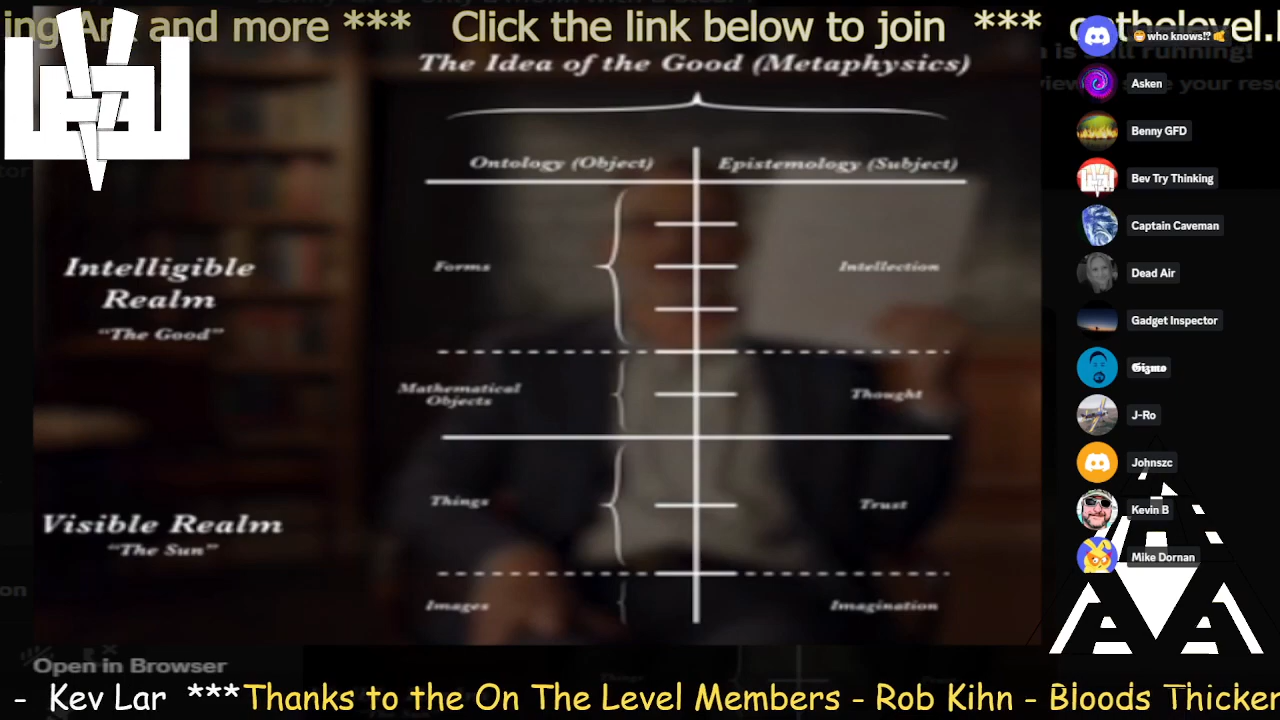 and more *** Click the link below to join ***
The Idea of the Good (Metaphysics)
Ontology (Object)
Epistemology (Subject)
Intelligible
Realm
“The Good”
Forms
Intellection
Mathematical
Objects
Thought
Visible Realm
“The Sun”
Things
Trust
Images
Imagination
who knows!?
Asken
Benny GFD
Bev Try Thinking
Captain Caveman
Dead Air
Gadget Inspector
Gizmo
J-Ro
Johnszc
Kevin B
Mike Dornan
Open in Browser
- Kev Lar ***Thanks to the On The Level Members - Rob Kihn - Bloods Thicker